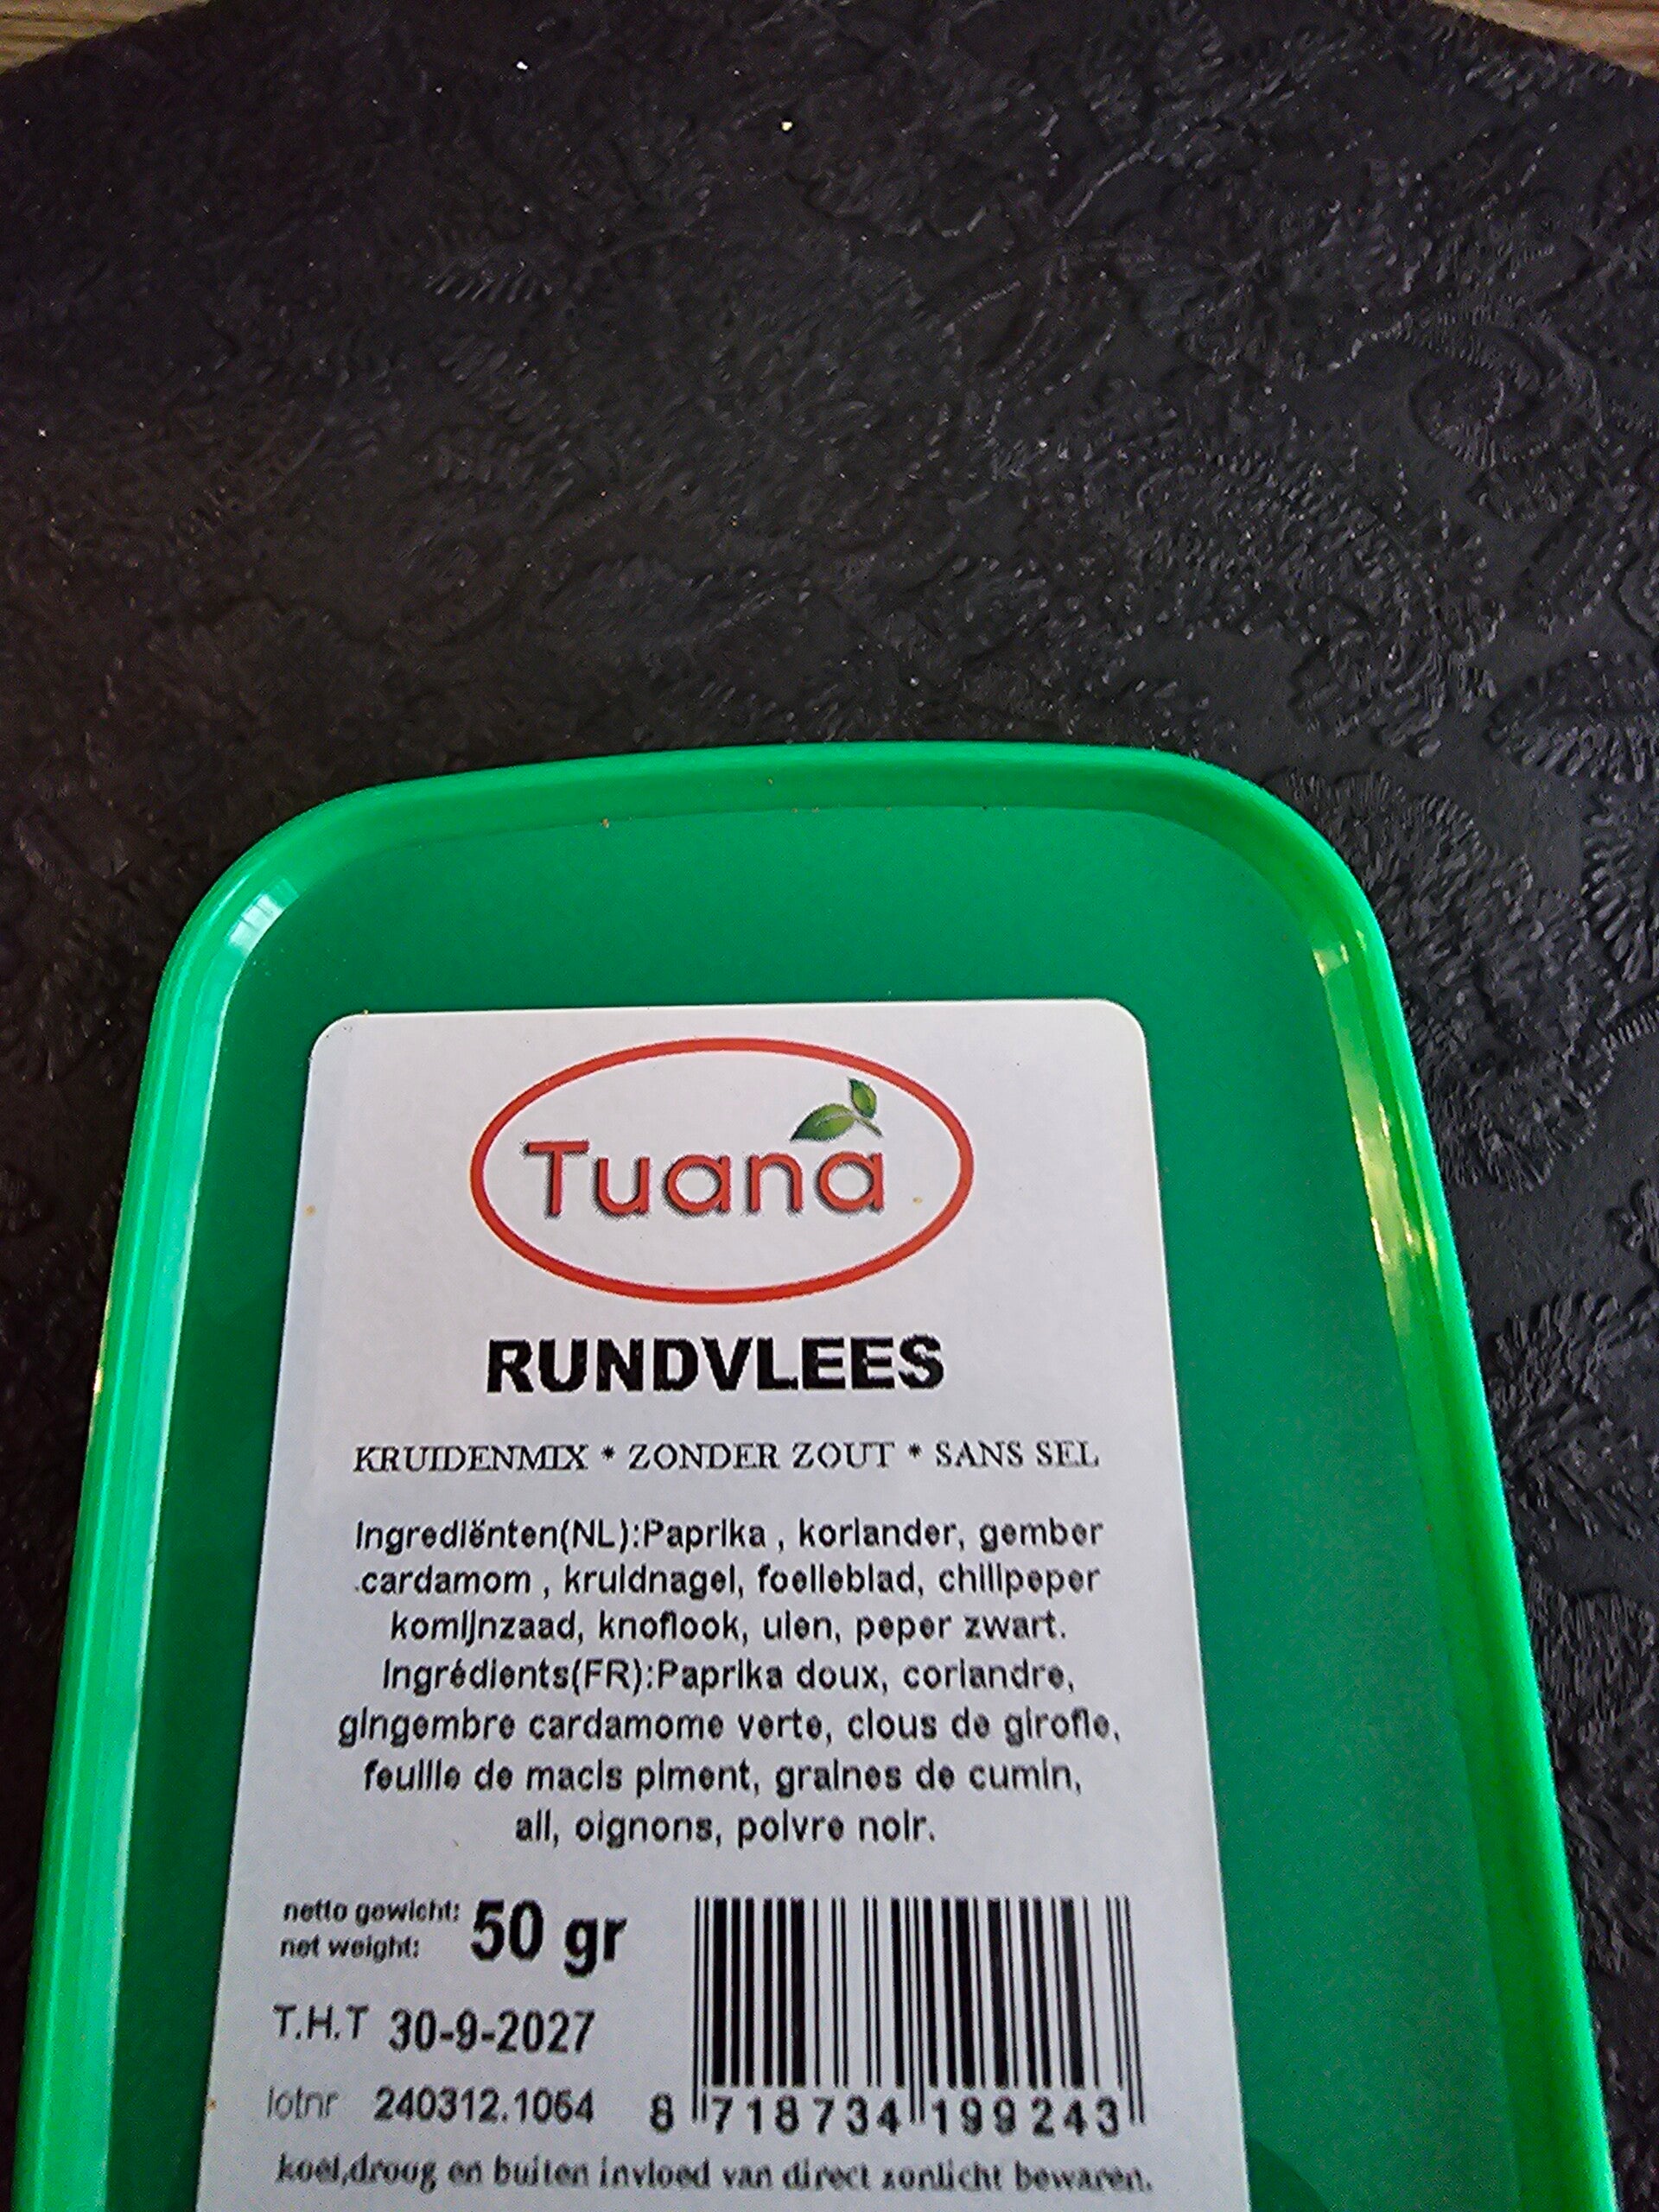 Tuana
RUNDVLEES
KRUIDENMIX * ZONDER ZOUT * SANS SEL
Ingrediënten(NL):Paprika , koriander, gember
cardamom , kruidnagel, foelieblad, chilipeper
komijnzaad, knoflook, uien, peper zwart.
Ingrédients(FR):Paprika doux, coriandre,
gingembre cardamome verte, clous de girofle,
feuille de macis piment, graines de cumin,
ail, oignons, poivre noir.
netto gewicht: 50 gr
net weight:
T.H.T 30-9-2027
lotnr 240312.1064
8 718734 199243
koel,droog en buiten invloed van direct zonlicht bewaren.